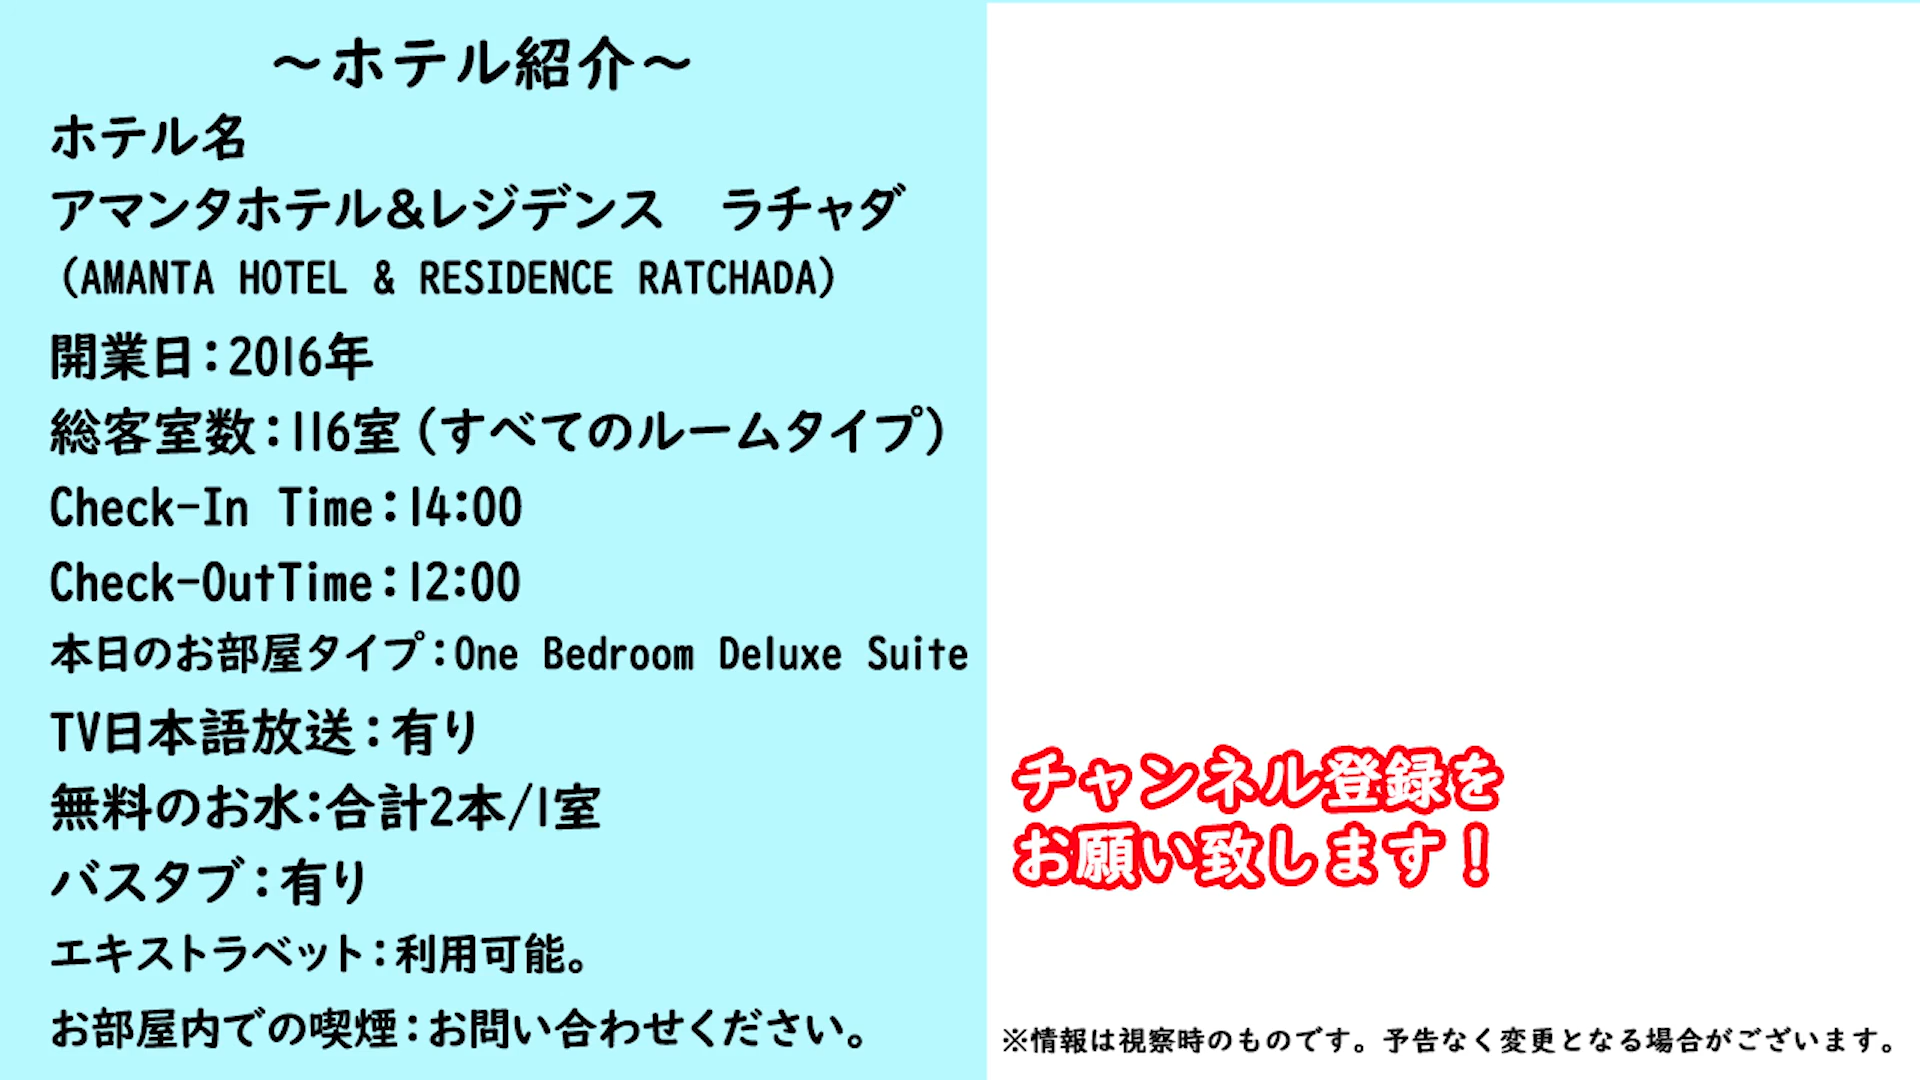 ～ホテル紹介～
ホテル名
アマンタホテル&レジデンス　ラチャダ
（AMANTA HOTEL & RESIDENCE RATCHADA）
開業日：2016年
総客室数：116室（すべてのルームタイプ）
Check-In Time：14:00
Check-OutTime：12:00
本日のお部屋タイプ：One Bedroom Deluxe Suite
TV日本語放送：有り
無料のお水：合計2本/1室
バスタブ：有り
エキストラベット：利用可能。
お部屋内での喫煙：お問い合わせください。
チャンネル登録を
お願い致します！
※情報は視察時のものです。予告なく変更となる場合がございます。